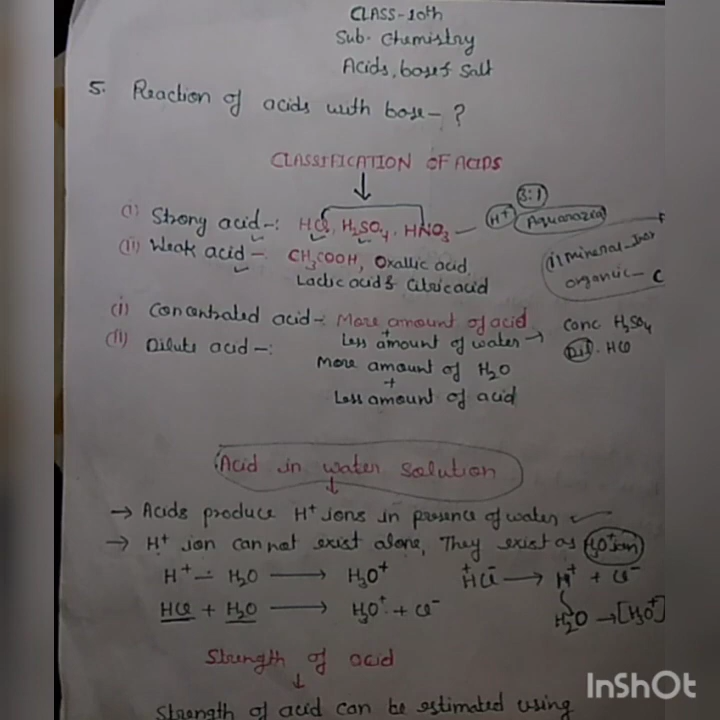 CLASS-10th
Sub- Chemistry
Acids, base & Salt
5. Reaction of acids with base- ?
CLASSIFICATION OF ACIDS
↓
3:1
(i) Strong acid-: HCl, H2SO4, HNO3 - H+ Aquaregia
(ii) Weak acid-. CH3COOH, Oxallic acid,
Lactic acid & Citric acid
(i) mineral-
organic- C
(i) Concentrated acid-: More amount of acid
+
Less amount of water → Conc H2SO4
(ii) Dilute acid-: Dil. HCl
More amount of H2O
+
Less amount of acid
Acid in water solution
↓
→ Acids produce H+ ions in presence of water
→ H+ ion can not exist alone, They exist as H3O+ ion
H+ - H2O → H3O+
+HCl- → H+ + Cl-
HCl + H2O → H3O+ + Cl-
H2O → [H3O+]
Strength of acid
↓
Strength of acid can be estimated using
InShOt